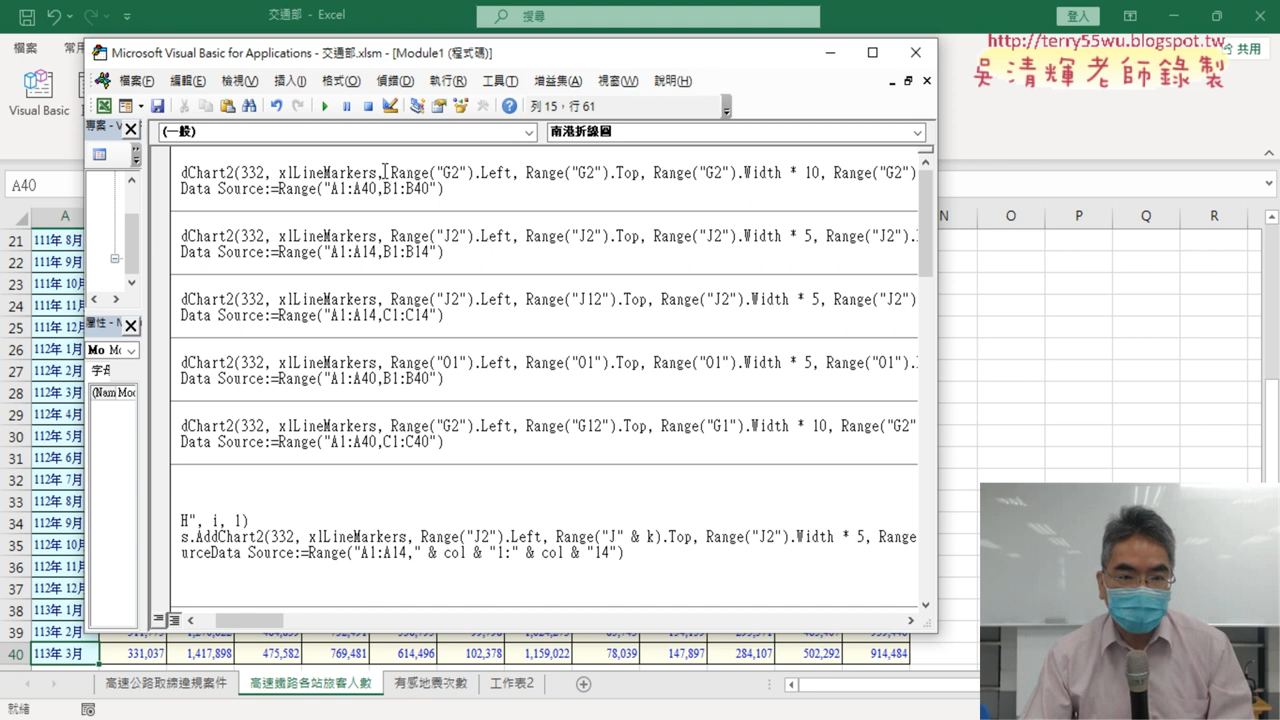 交通部 - Excel
搜尋
登入
http://terry55wu.blogspot.tw
吳清輝老師錄製
檔案
常用
共用
Visual Basic
Microsoft Visual Basic for Applications - 交通部.xlsm - [Module1 (程式碼)]
檔案(F) 編輯(E) 檢視(V) 插入(I) 格式(O) 偵錯(D) 執行(R) 工具(T) 增益集(A) 視窗(W) 說明(H)
列 15，行 61
專案 - V
(一般)
南港折線圖
dChart2(332, xlLineMarkers, Range("G2").Left, Range("G2").Top, Range("G2").Width * 10, Range("G2")
Data Source:=Range("A1:A40,B1:B40")
dChart2(332, xlLineMarkers, Range("J2").Left, Range("J2").Top, Range("J2").Width * 5, Range("J2").
Data Source:=Range("A1:A14,B1:B14")
dChart2(332, xlLineMarkers, Range("J2").Left, Range("J12").Top, Range("J2").Width * 5, Range("J2")
Data Source:=Range("A1:A14,C1:C14")
dChart2(332, xlLineMarkers, Range("O1").Left, Range("O1").Top, Range("O1").Width * 5, Range("O1").
Data Source:=Range("A1:A40,B1:B40")
dChart2(332, xlLineMarkers, Range("G2").Left, Range("G12").Top, Range("G1").Width * 10, Range("G2"
Data Source:=Range("A1:A40,C1:C40")
H", i, 1)
s.AddChart2(332, xlLineMarkers, Range("J2").Left, Range("J" & k).Top, Range("J2").Width * 5, Range
urceData Source:=Range("A1:A14," & col & "1:" & col & "14")
屬性 - M
Mo Mc
字母
(Nam Moc
A40
A N O P Q R
21 111年 8月
22 111年 9月
23 111年 10月
24 111年 11月
25 111年 12月
26 112年 1月
27 112年 2月
28 112年 3月
29 112年 4月
30 112年 5月
31 112年 6月
32 112年 7月
33 112年 8月
34 112年 9月
35 112年 10月
36 112年 11月
37 112年 12月
38 113年 1月
39 113年 2月
40 113年 3月 331,037 1,417,898 475,582 769,481 614,496 102,378 1,159,022 78,039 147,897 284,107 502,292 914,484
高速公路取締違規案件 高速鐵路各站旅客人數 有感地震次數 工作表2
就緒